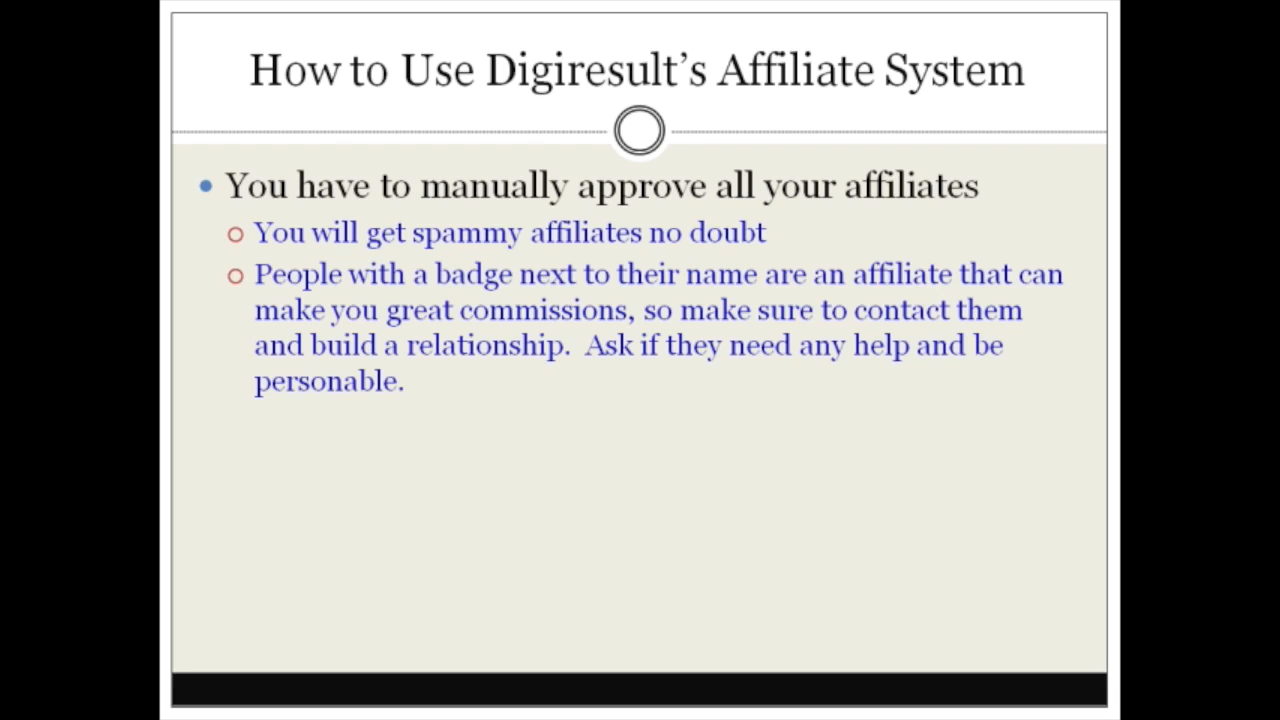 How to Use Digiresult’s Affiliate System
You have to manually approve all your affiliates
You will get spammy affiliates no doubt
People with a badge next to their name are an affiliate that can
make you great commissions, so make sure to contact them
and build a relationship.  Ask if they need any help and be
personable.